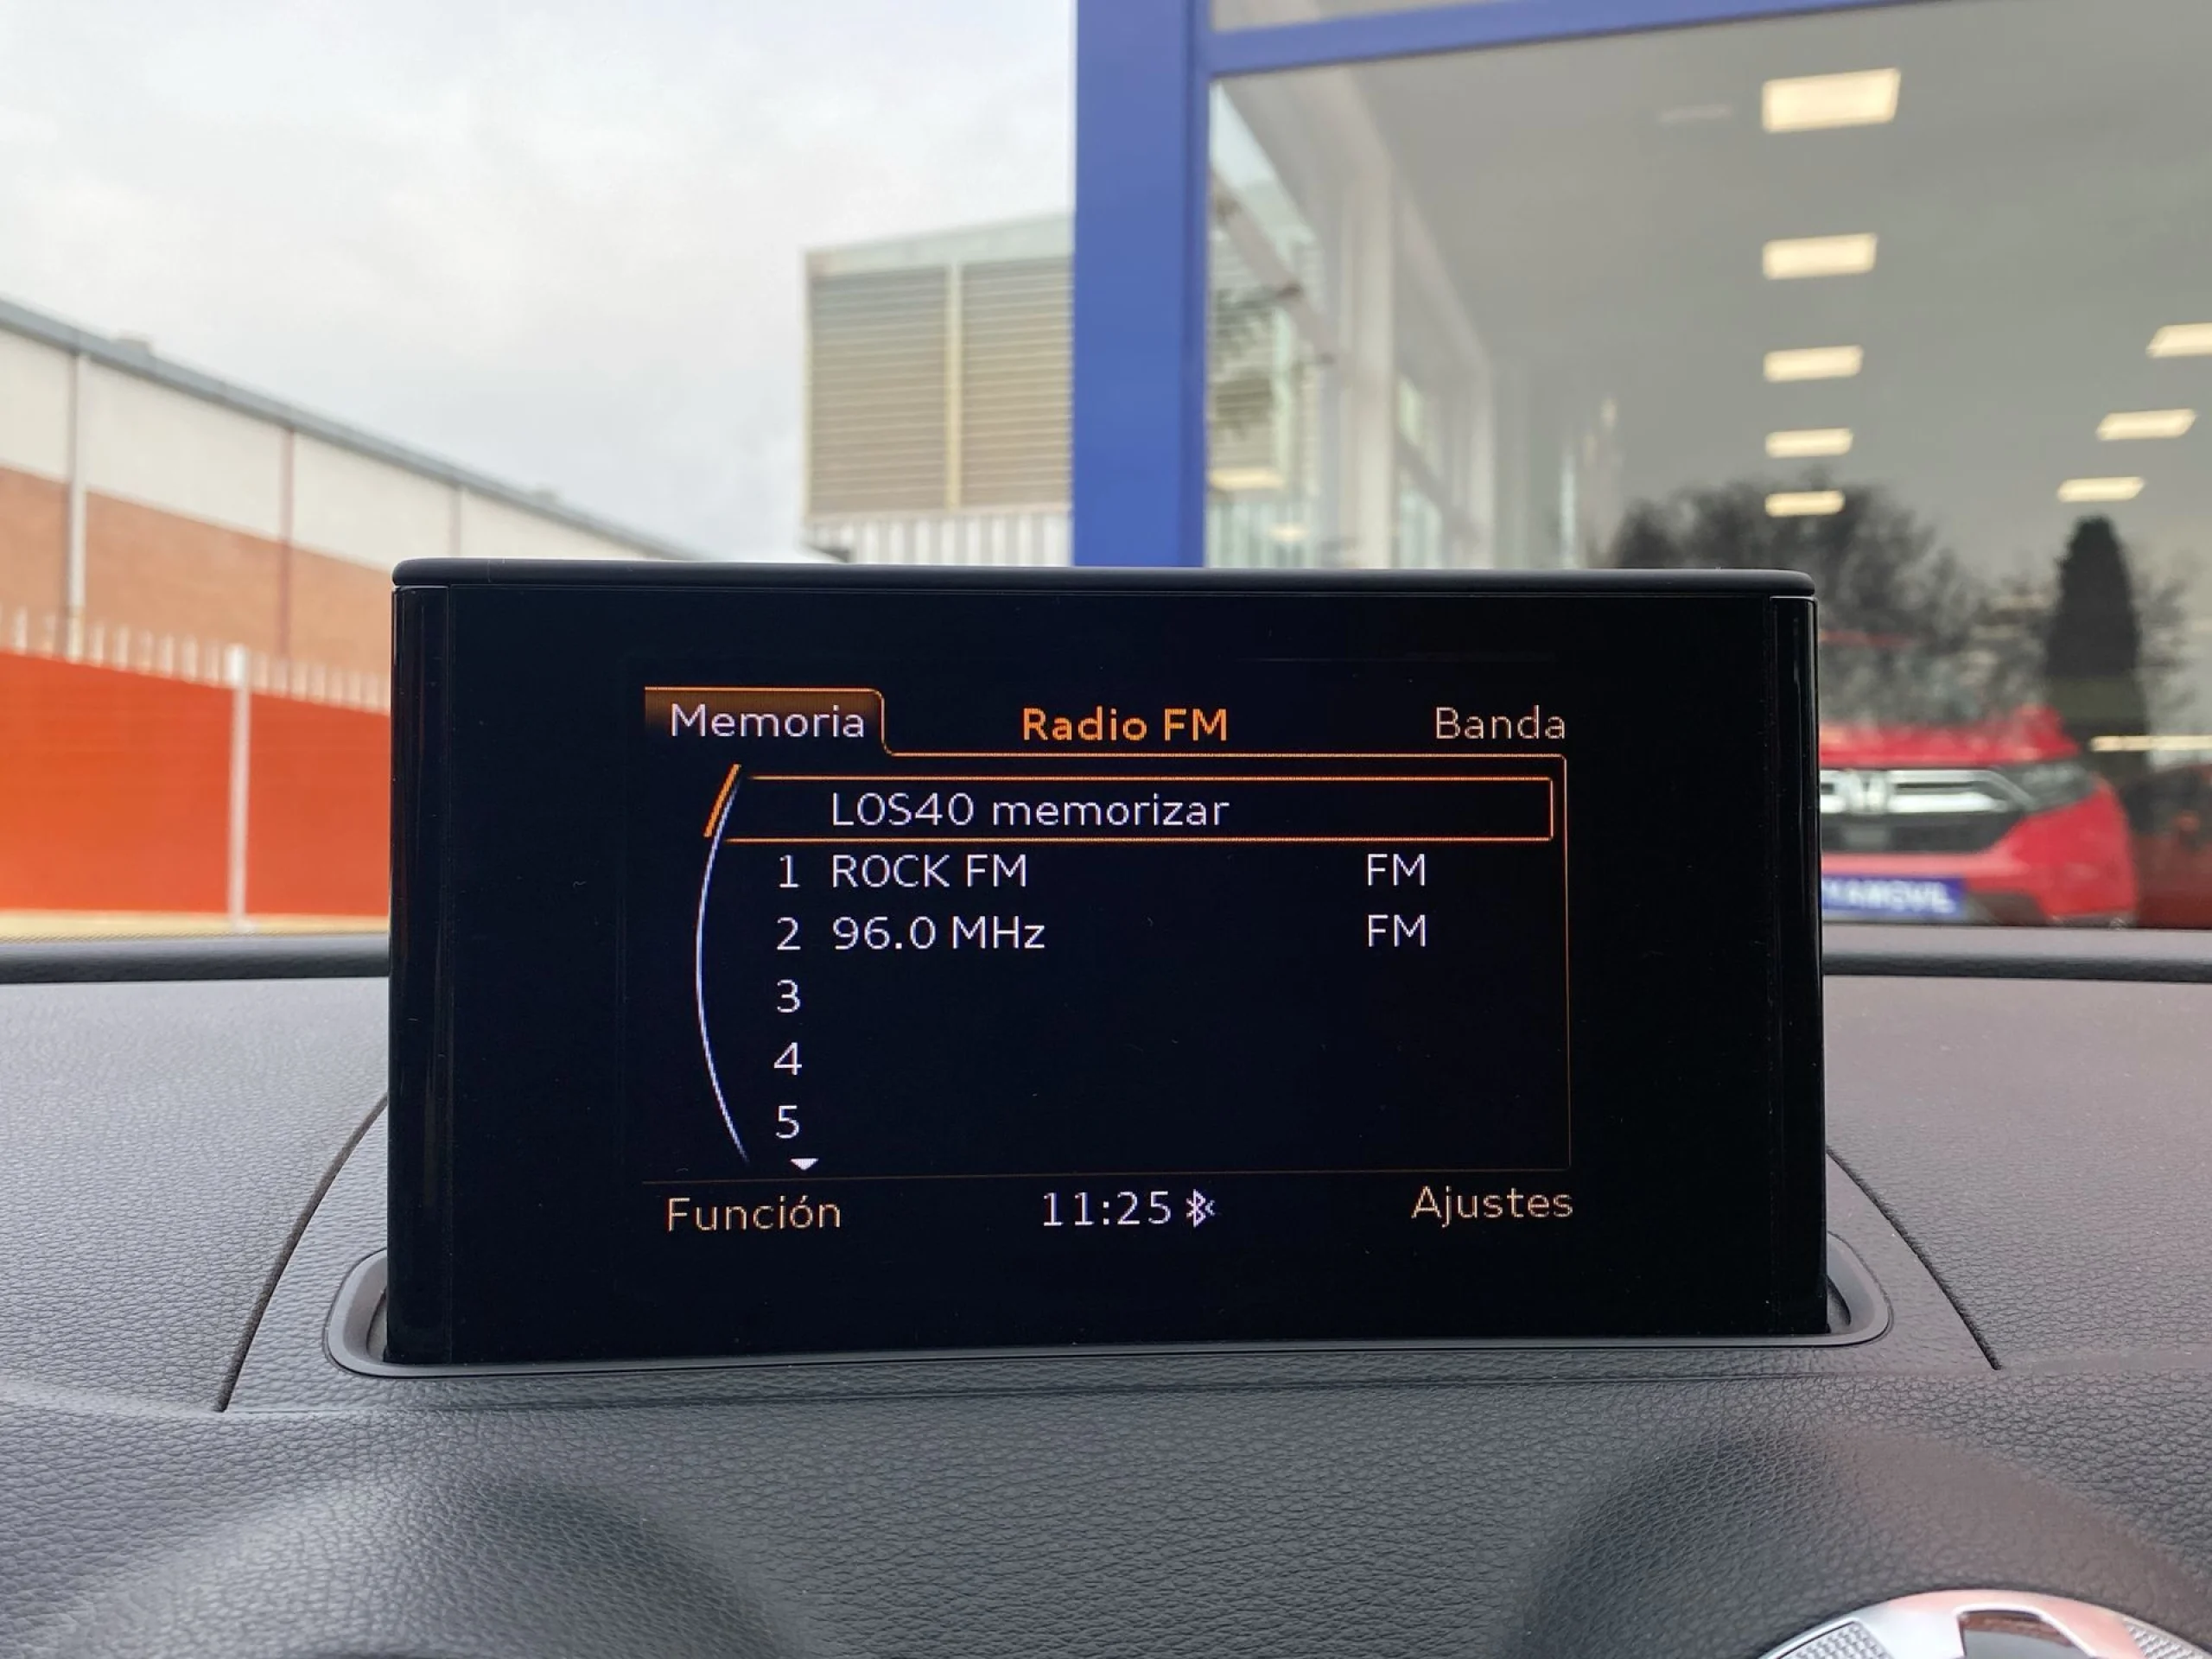 Memoria Radio FM Banda
LOS40 memorizar
1 ROCK FM FM
2 96.0 MHz FM
3
4
5
Función 11:25 Ajustes